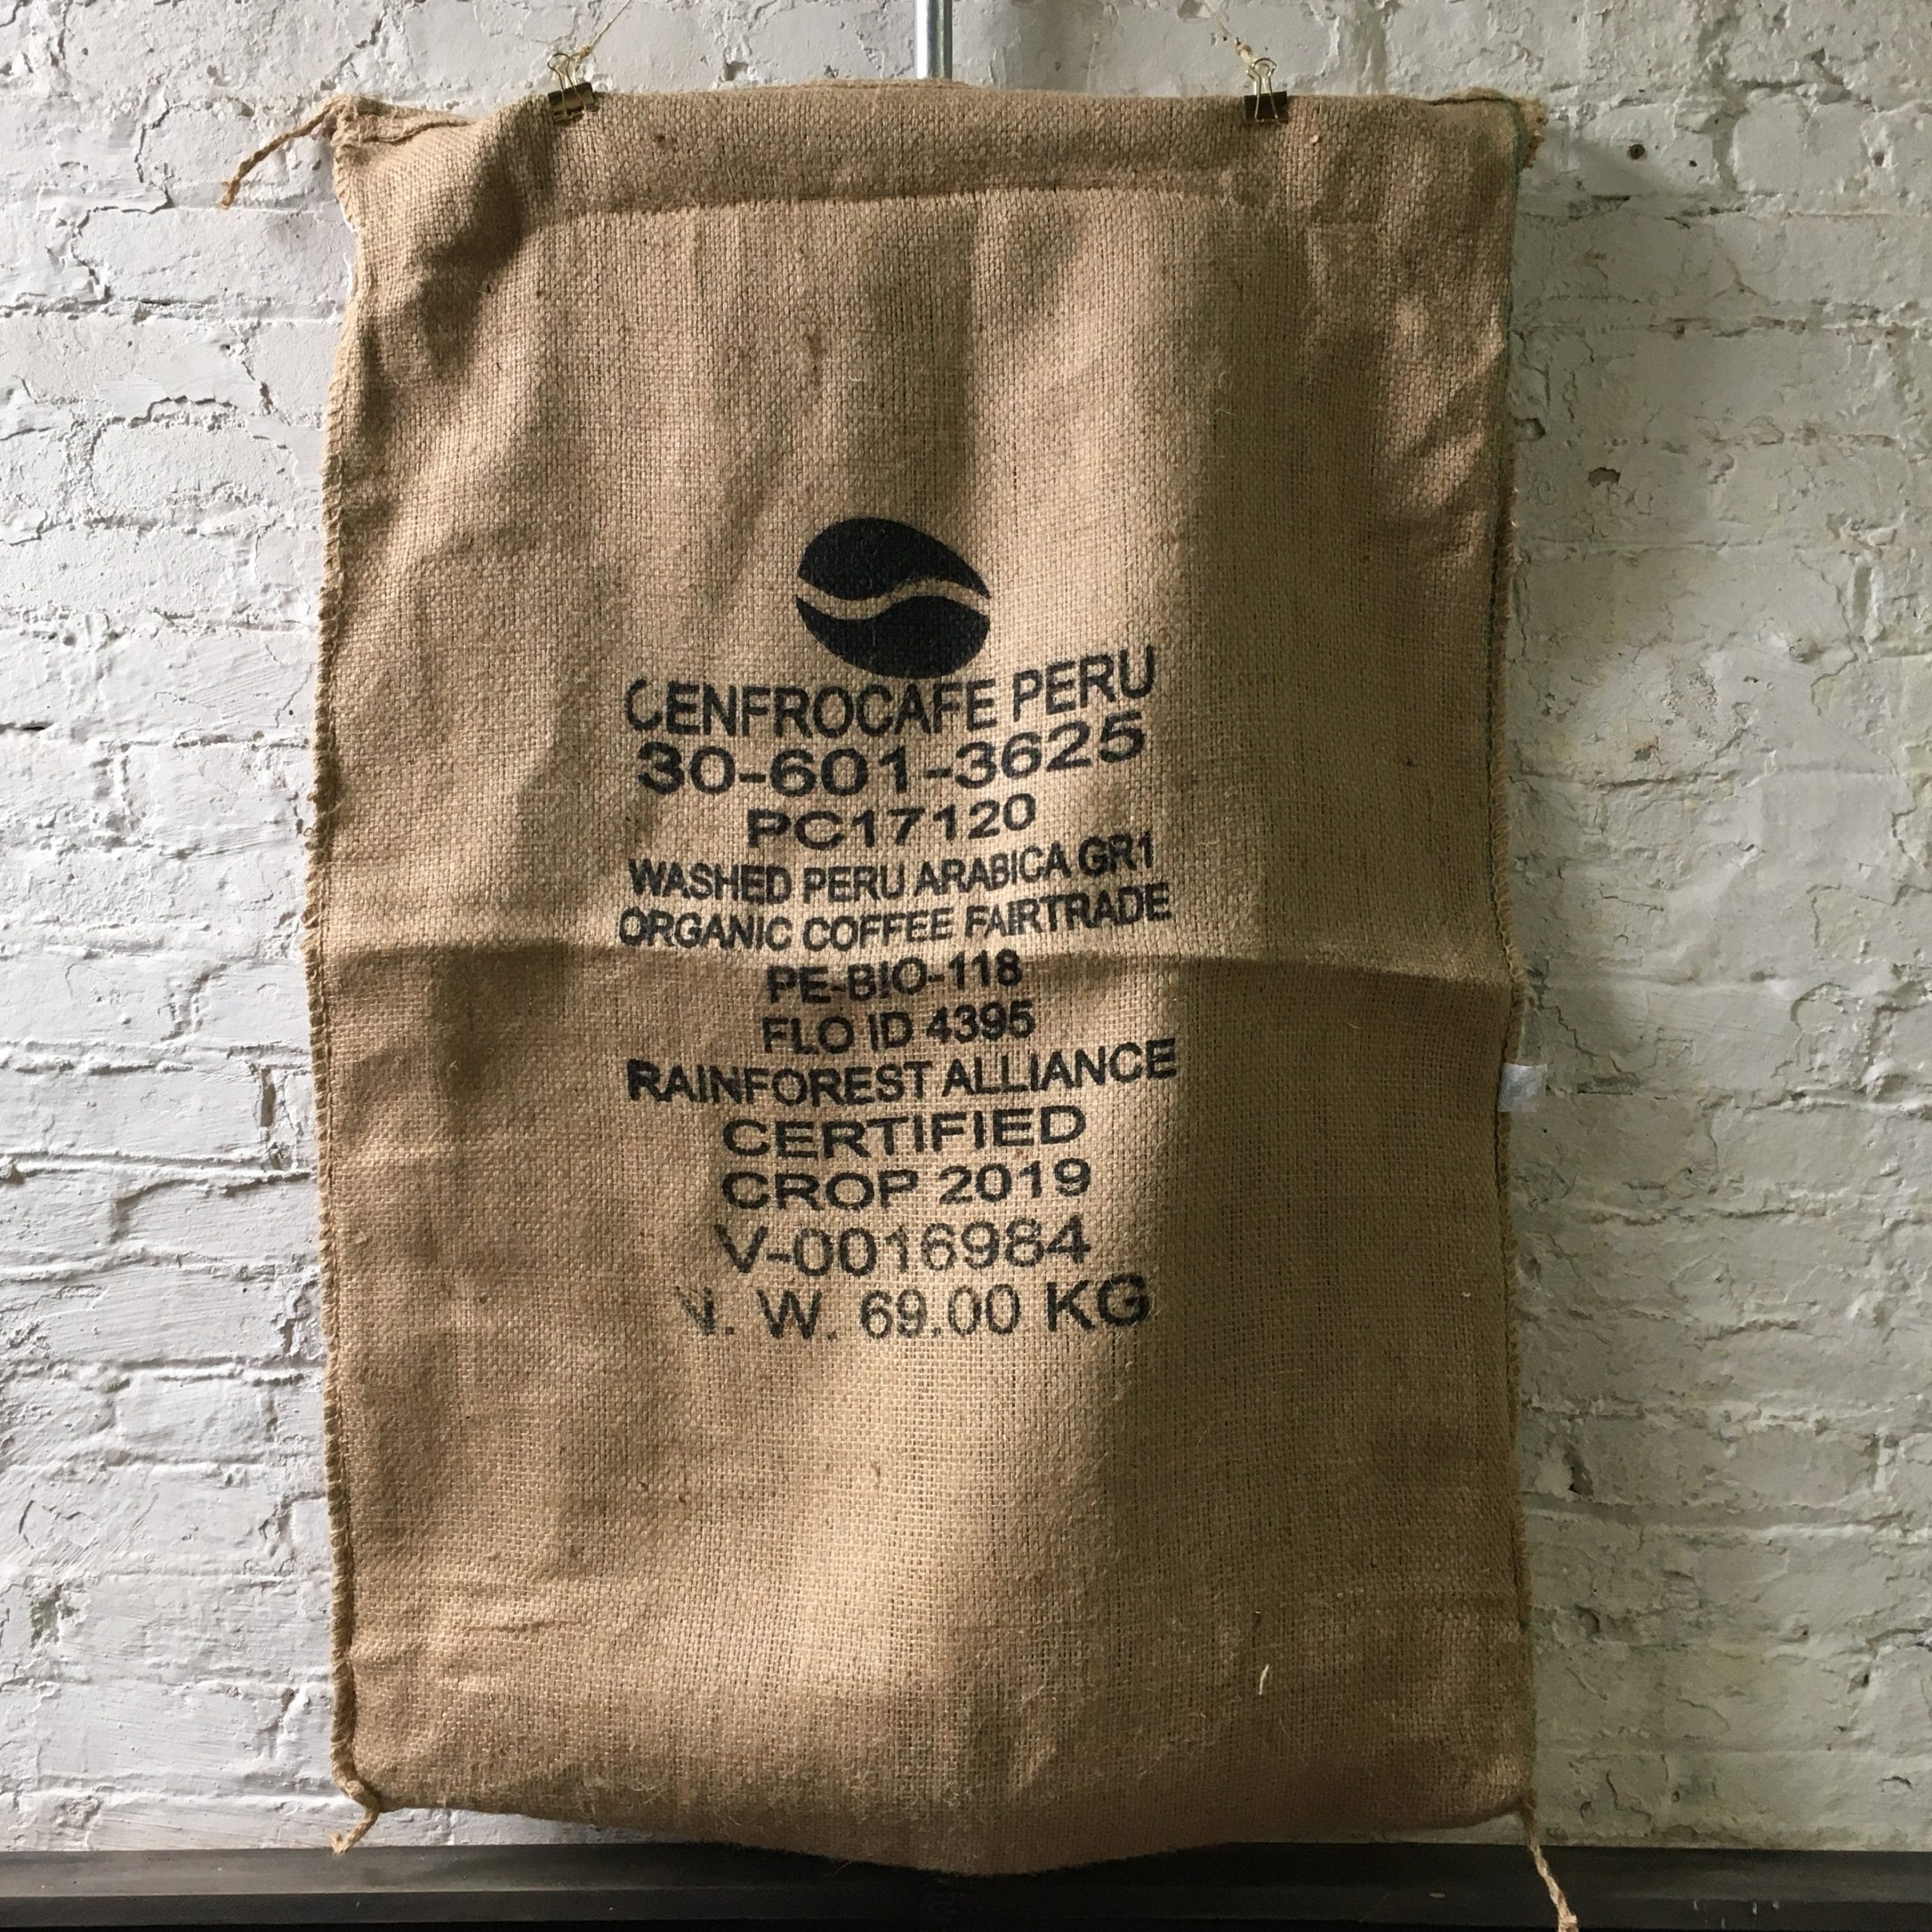 CENFROCAFE PERU
30-601-3625
PC17120
WASHED PERU ARABICA GR1
ORGANIC COFFEE FAIRTRADE
PE-BIO-118
FLO ID 4395
RAINFOREST ALLIANCE
CERTIFIED
CROP 2019
V-0016984
N. W. 69.00 KG